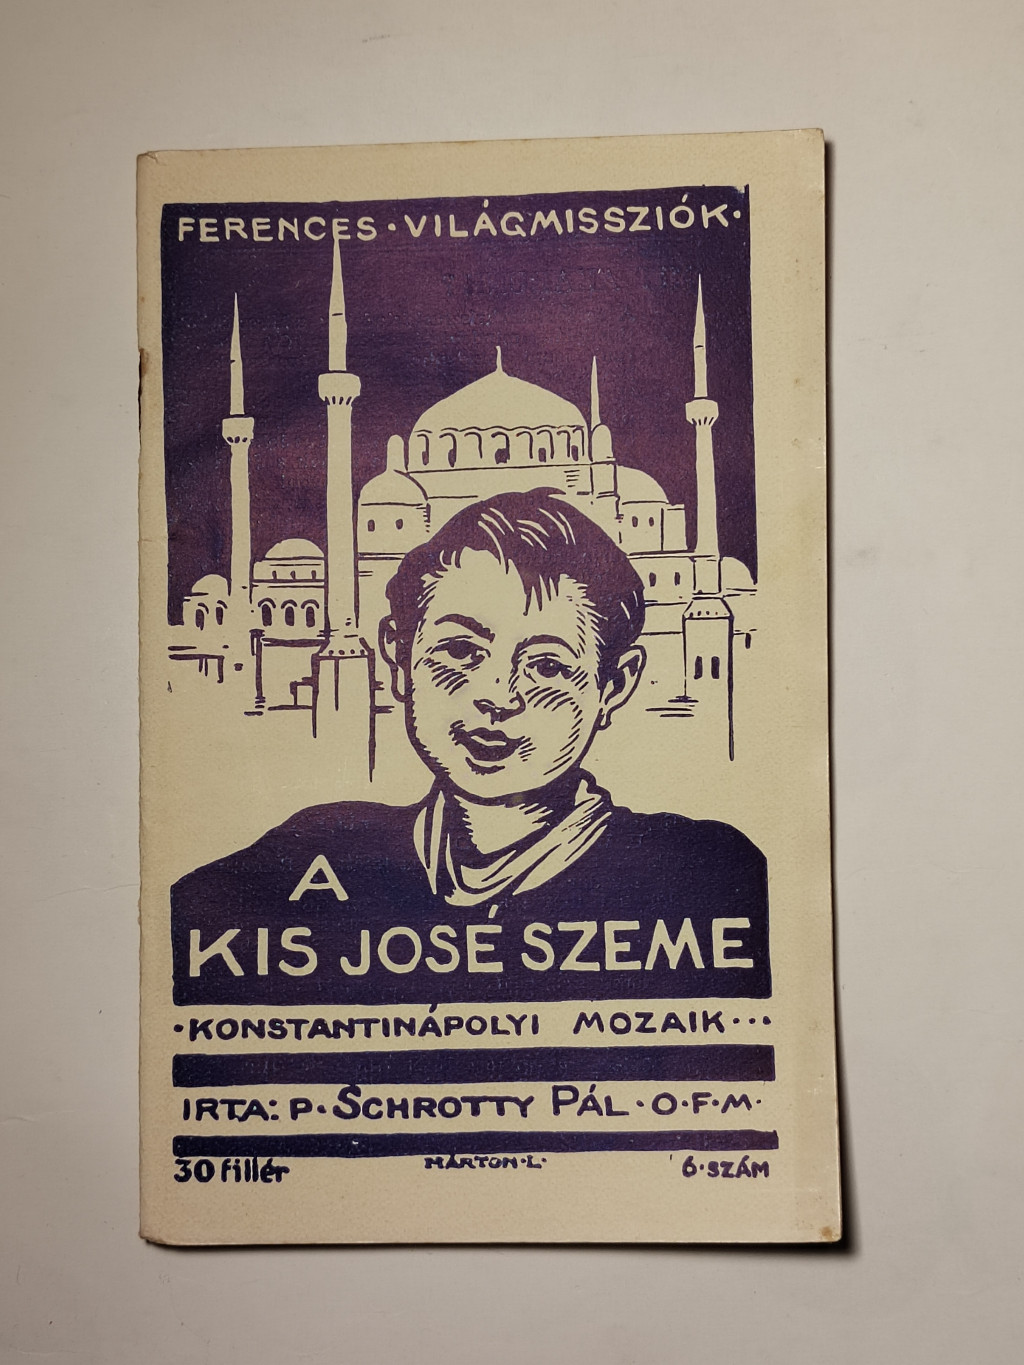 FERENCES · VILÁGMISSZIÓK ·
A
KIS JOSÉ SZEME
· KONSTANTINÁPOLYI MOZAIK · · ·
IRTA: P · SCHROTTY PÁL · O · F · M ·
30 fillér
MÁRTON · L ·
6 · SZÁM